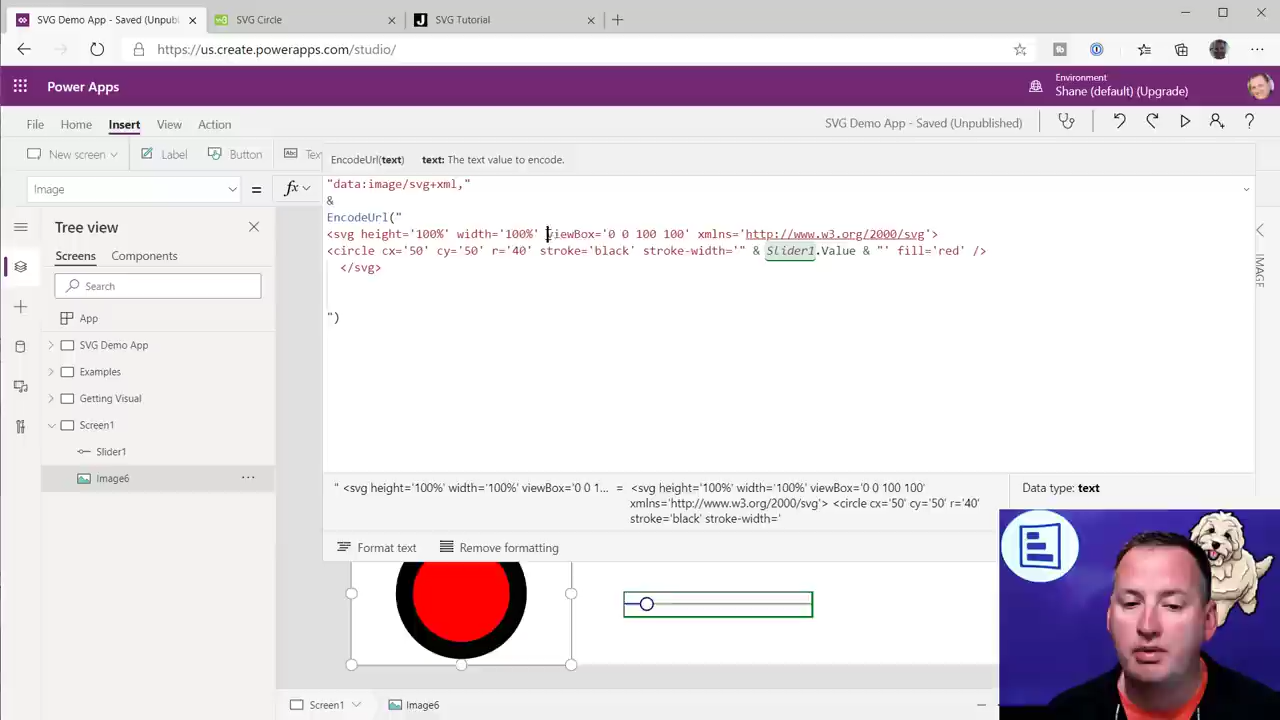 SVG Demo App - Saved (Unpubli
SVG Circle
SVG Tutorial
https://us.create.powerapps.com/studio/
Power Apps
Environment
Shane (default) (Upgrade)
File
Home
Insert
View
Action
SVG Demo App - Saved (Unpublished)
New screen
Label
Button
Abc
Tex
EncodeUrl(text)
text: The text value to encode.
Image
=
fx
"data:image/svg+xml,"
&
EncodeUrl("
<svg height='100%' width='100%' viewBox='0 0 100 100' xmlns='http://www.w3.org/2000/svg'>
<circle cx='50' cy='50' r='40' stroke='black' stroke-width='" & Slider1.Value & "' fill='red' />
</svg>
")
Tree view
Screens
Components
Search
App
SVG Demo App
Examples
Getting Visual
Screen1
Slider1
Image6
IMAGE
" <svg height='100%' width='100%' viewBox='0 0 1... = <svg height='100%' width='100%' viewBox='0 0 100 100'
xmlns='http://www.w3.org/2000/svg'> <circle cx='50' cy='50' r='40'
stroke='black' stroke-width='
Data type: text
Format text
Remove formatting
Screen1
Image6